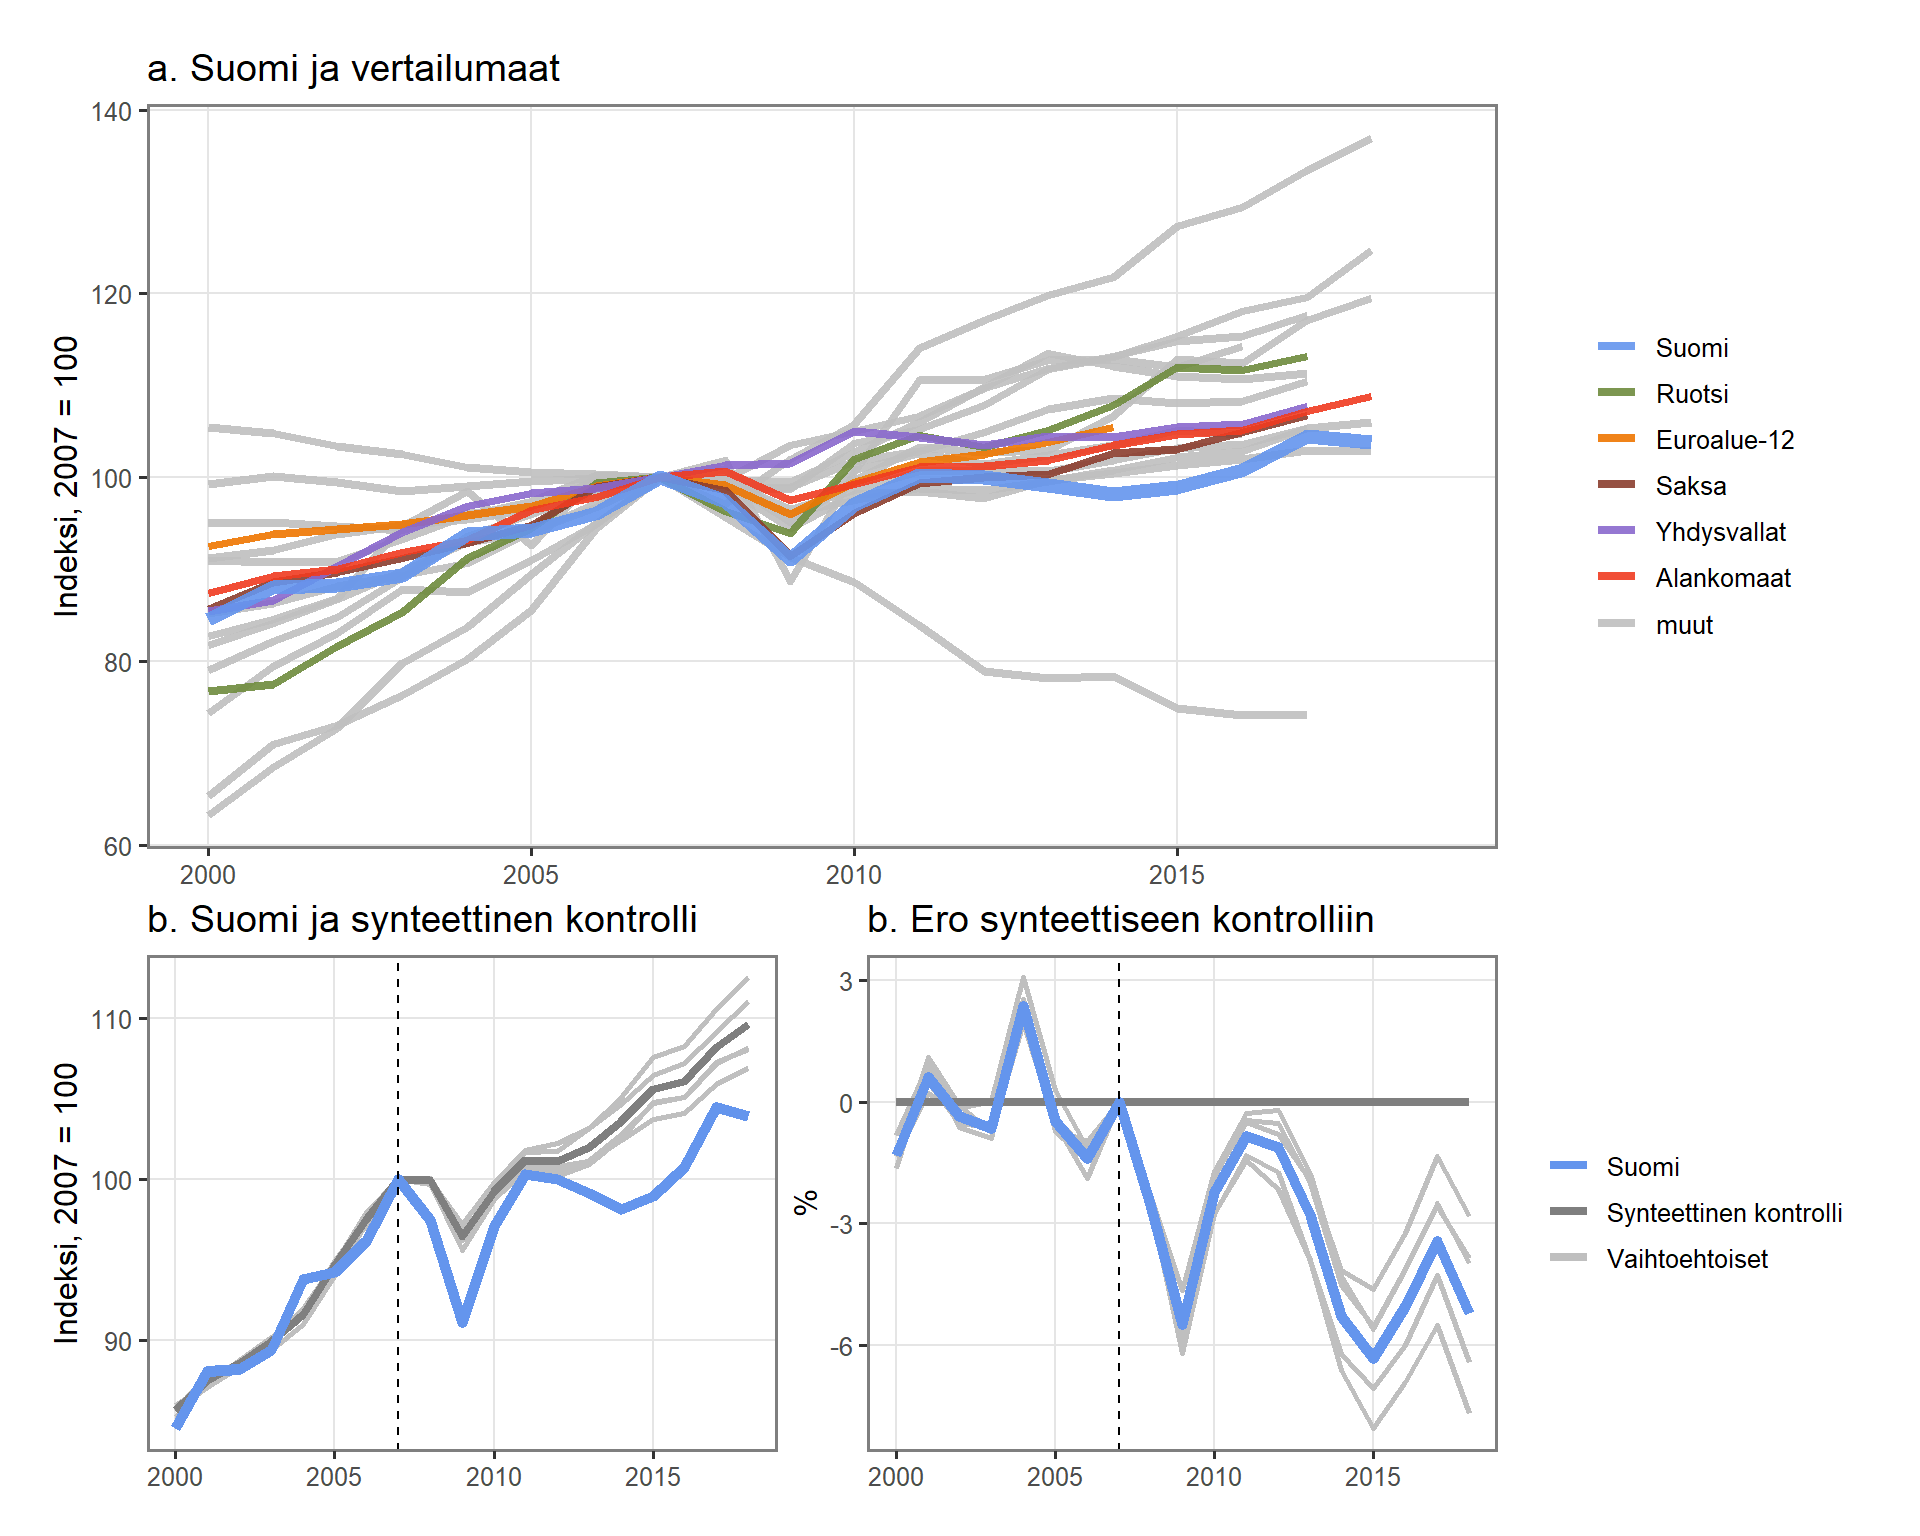 a. Suomi ja vertailumaat
Indeksi, 2007 = 100
140
120
100
80
60
2000
2005
2010
2015
Suomi
Ruotsi
Euroalue-12
Saksa
Yhdysvallat
Alankomaat
muut
b. Suomi ja synteettinen kontrolli
Indeksi, 2007 = 100
110
100
90
2000
2005
2010
2015
b. Ero synteettiseen kontrolliin
%
3
0
-3
-6
2000
2005
2010
2015
Suomi
Synteettinen kontrolli
Vaihtoehtoiset